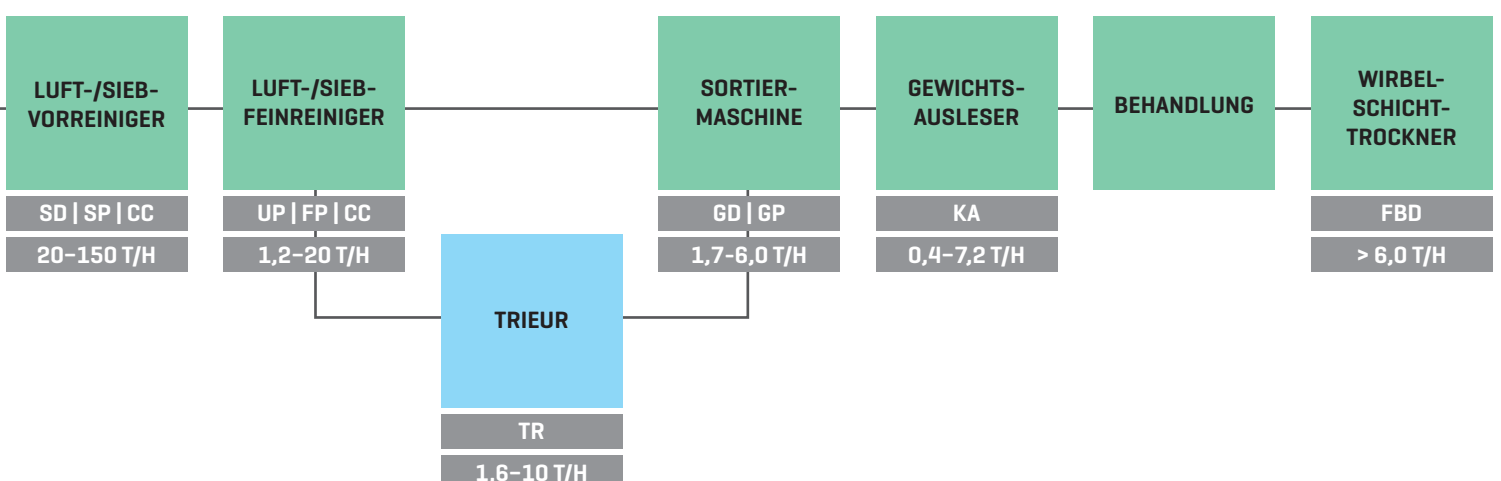 LUFT-/SIEB-
VORREINIGER
SD | SP | CC
20–150 T/H
LUFT-/SIEB-
FEINREINIGER
UP | FP | CC
1,2–20 T/H
TRIEUR
TR
1,6–10 T/H
SORTIER-
MASCHINE
GD | GP
1,7-6,0 T/H
GEWICHTS-
AUSLESER
KA
0,4–7,2 T/H
BEHANDLUNG
WIRBEL-
SCHICHT-
TROCKNER
FBD
> 6,0 T/H